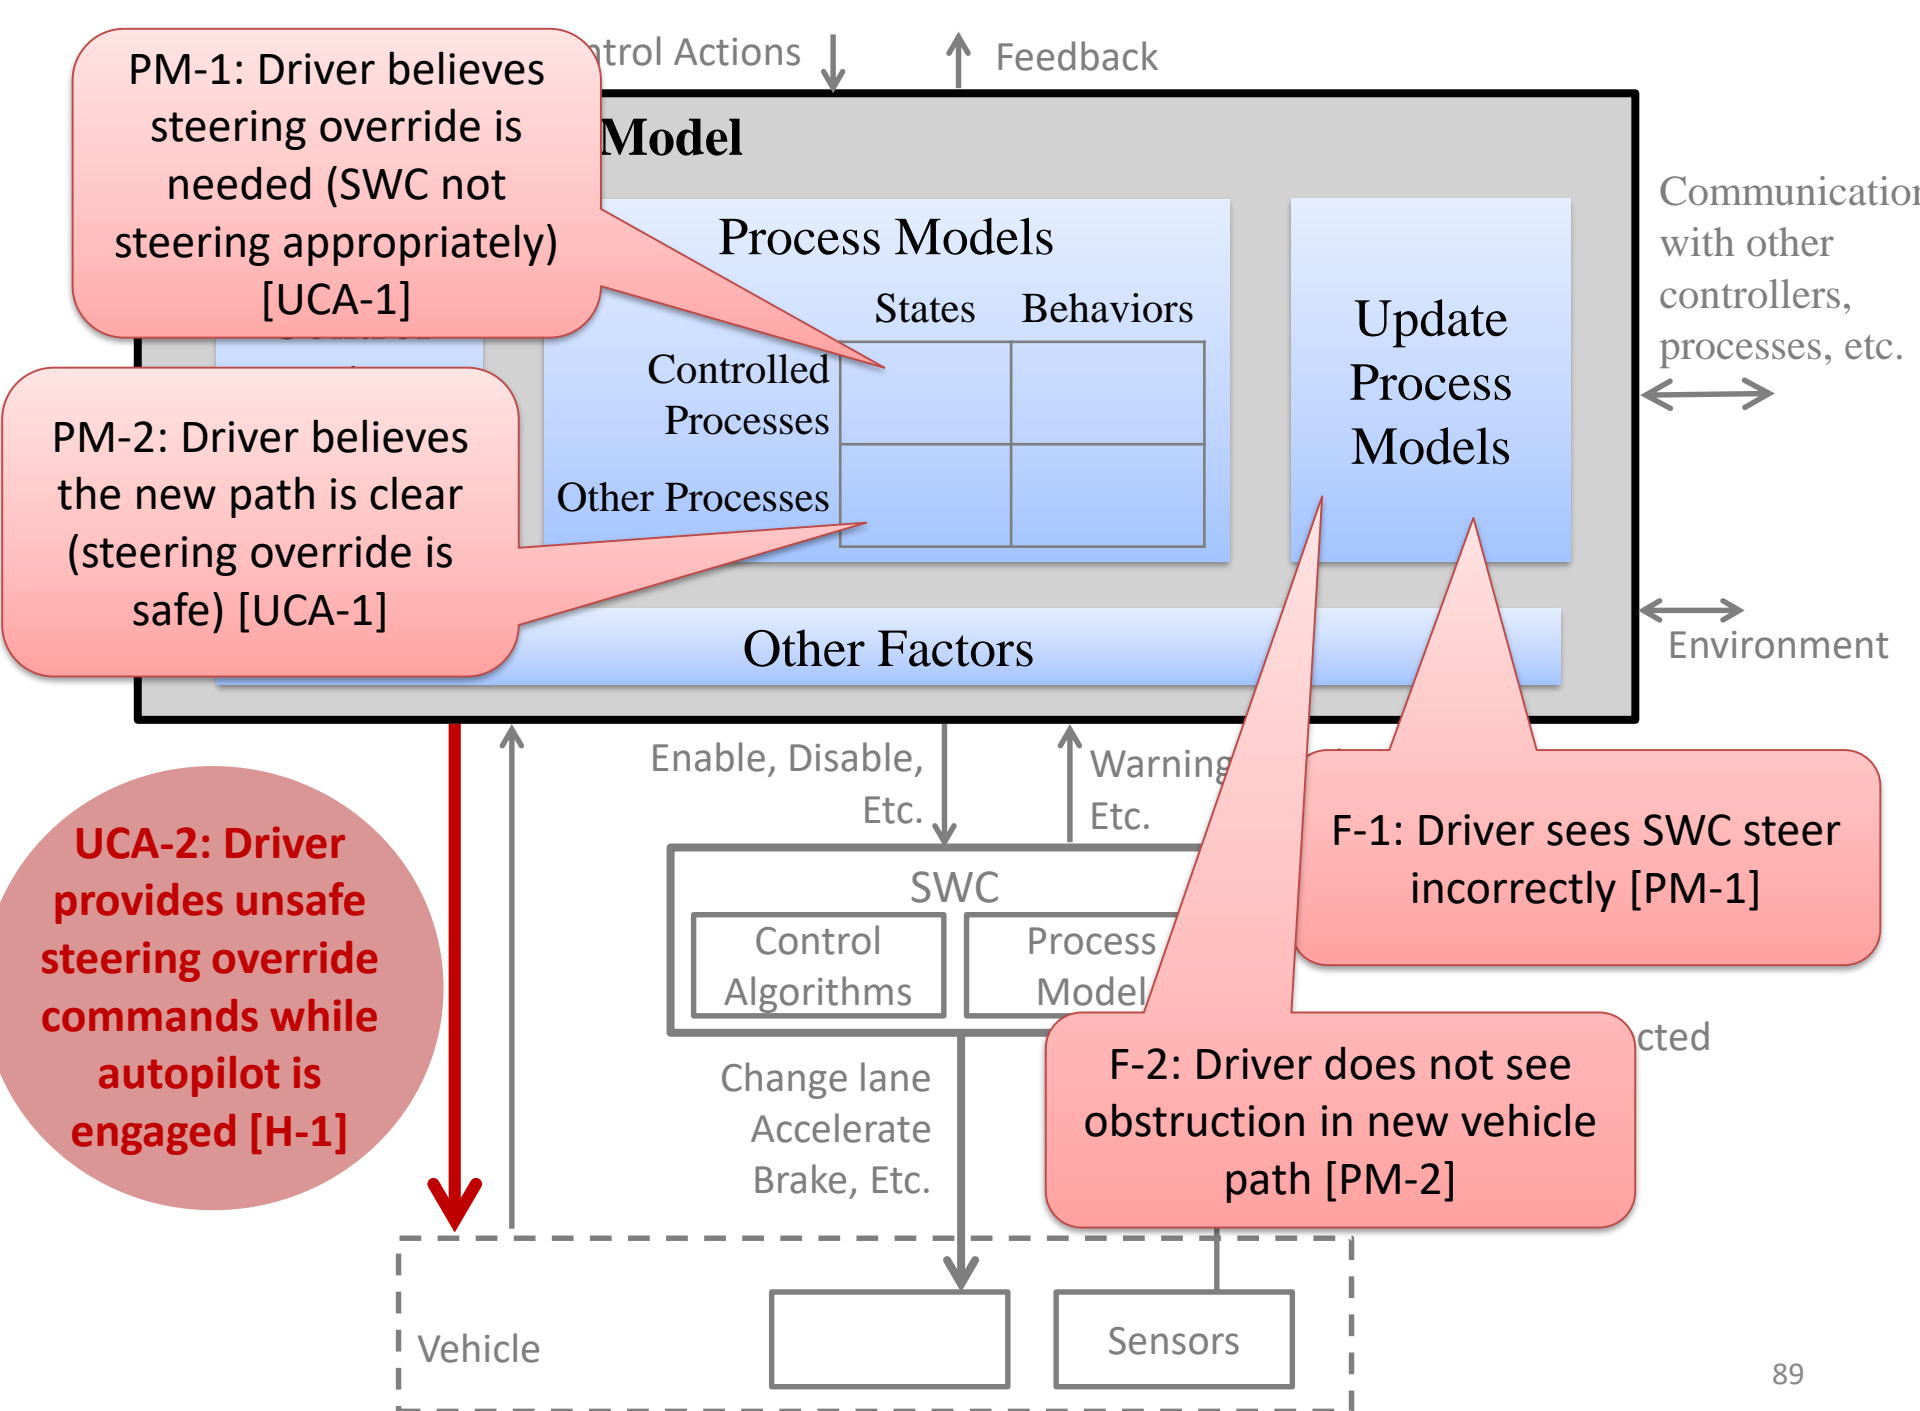 PM-1: Driver believes
steering override is
needed (SWC not
steering appropriately)
[UCA-1]
Actions
Feedback
Model
Process Models
States Behaviors
Controlled
Processes
Other Processes
Update
Process
Models
Communication
with other
controllers,
processes, etc.
PM-2: Driver believes
the new path is clear
(steering override is
safe) [UCA-1]
Other Factors
Environment
Enable, Disable,
Etc.
Warning
Etc.
UCA-2: Driver
provides unsafe
steering override
commands while
autopilot is
engaged [H-1]
F-1: Driver sees SWC steer
incorrectly [PM-1]
SWC
Control
Algorithms
Process
Model
F-2: Driver does not see
obstruction in new vehicle
path [PM-2]
cted
Change lane
Accelerate
Brake, Etc.
Vehicle
Sensors
89